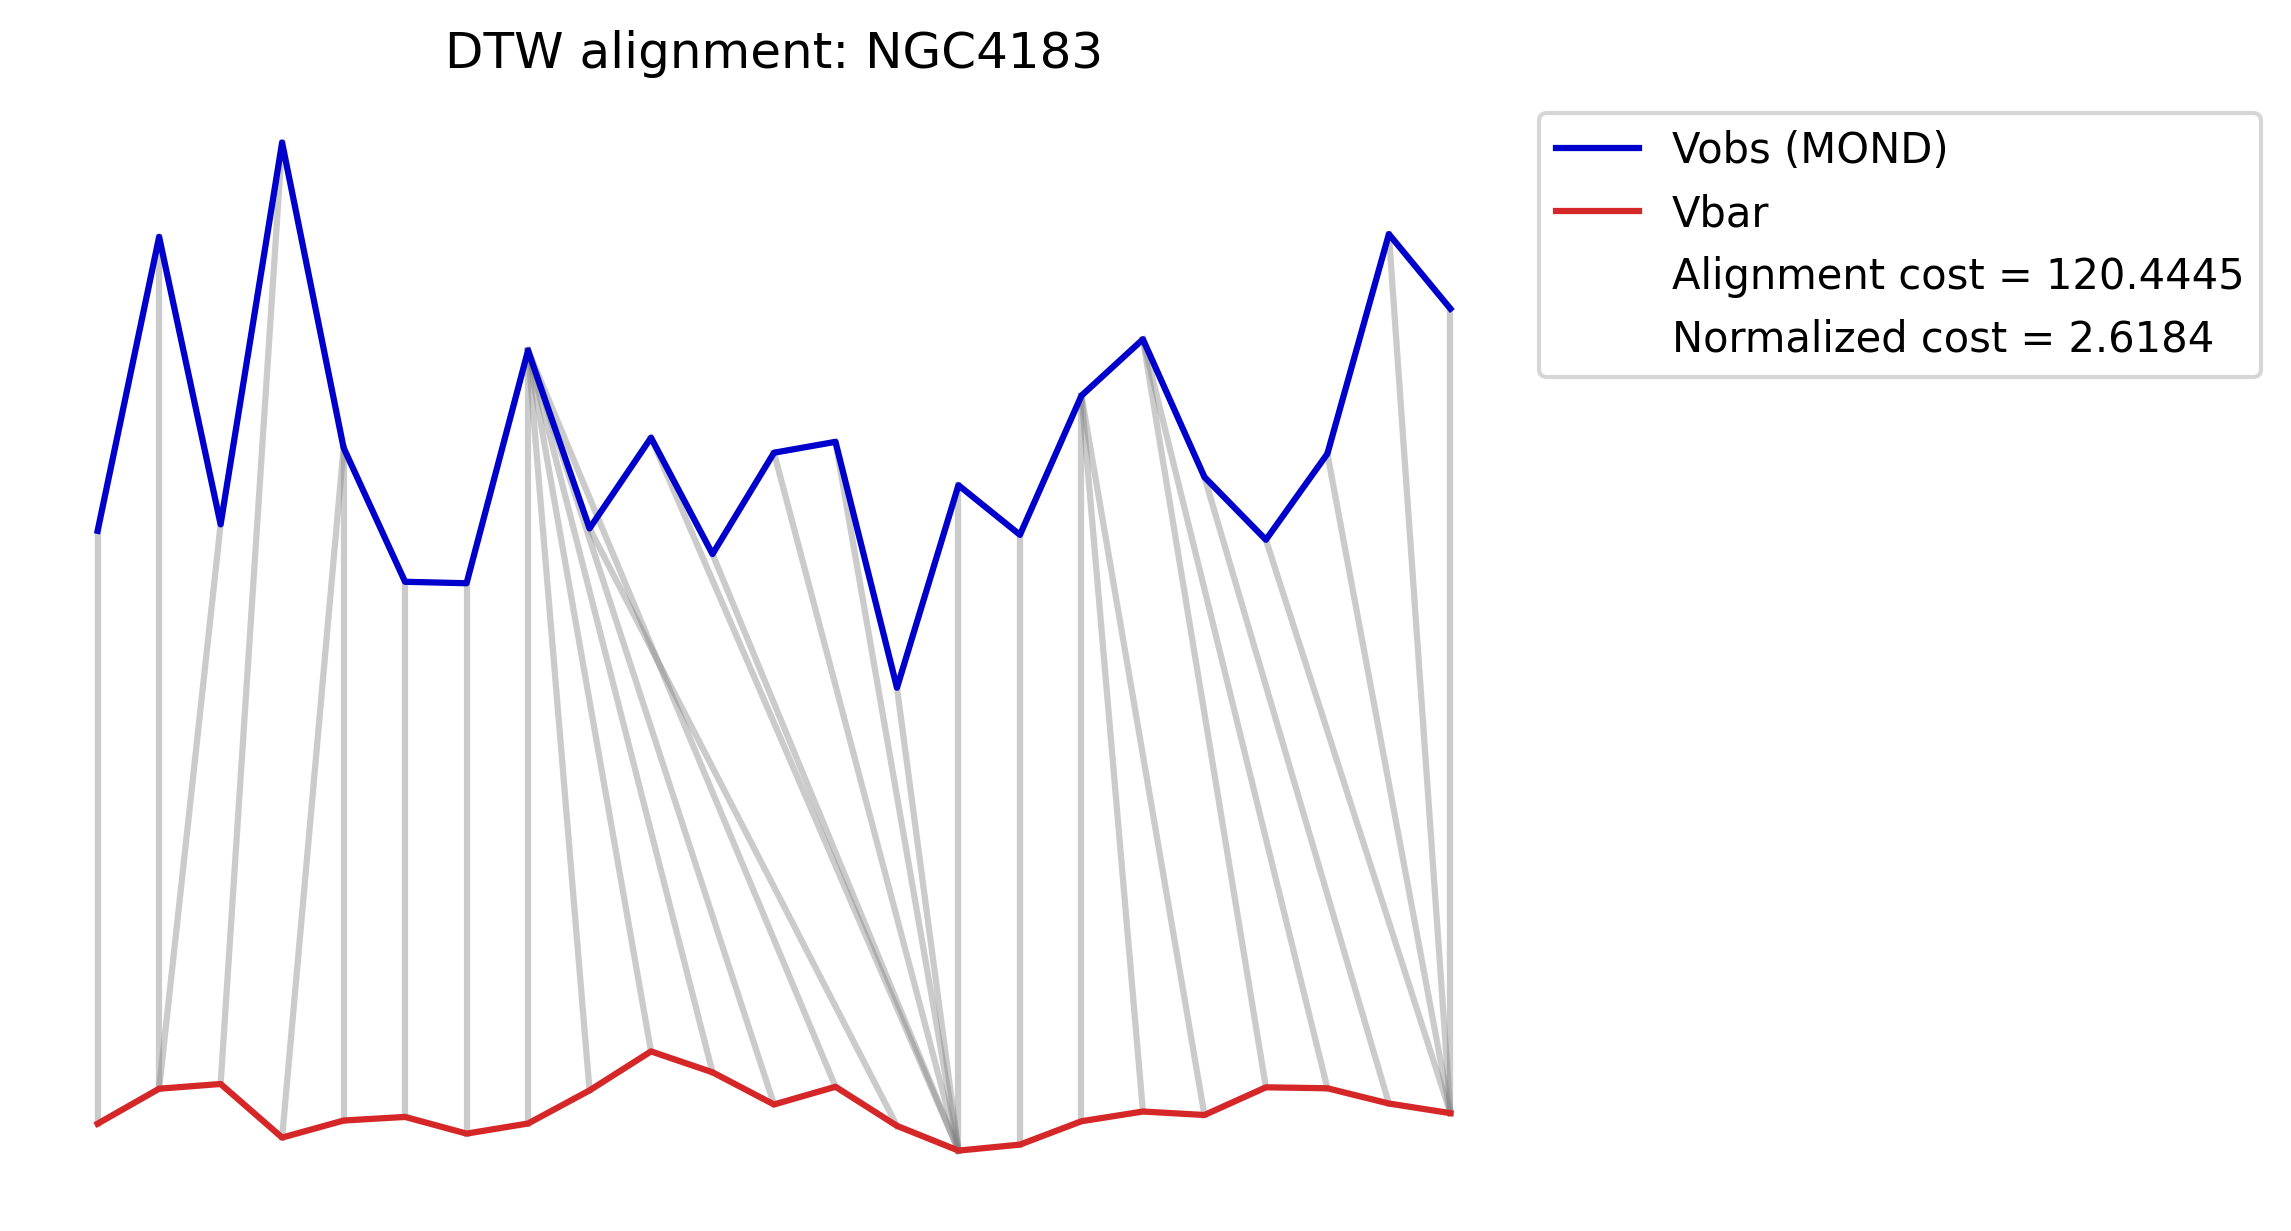 DTW alignment: NGC4183
Vobs (MOND)
Vbar
Alignment cost = 120.4445
Normalized cost = 2.6184